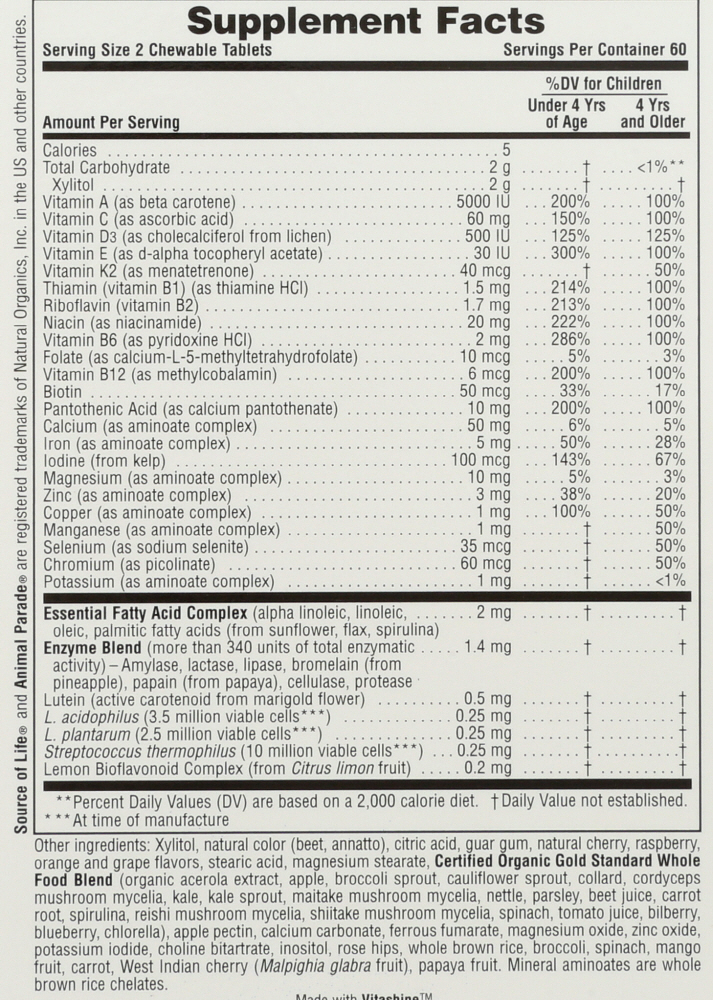 Supplement Facts
Serving Size 2 Chewable Tablets Servings Per Container 60
%DV for Children
Under 4 Yrs 4 Yrs
Amount Per Serving of Age and Older
Calories 5
Total Carbohydrate 2 g † <1%**
Xylitol 2 g † †
Vitamin A (as beta carotene) 5000 IU 200% 100%
Vitamin C (as ascorbic acid) 60 mg 150% 100%
Vitamin D3 (as cholecalciferol from lichen) 500 IU 125% 125%
Vitamin E (as d-alpha tocopheryl acetate) 30 IU 300% 100%
Vitamin K2 (as menatetrenone) 40 mcg † 50%
Thiamin (vitamin B1) (as thiamine HCl) 1.5 mg 214% 100%
Riboflavin (vitamin B2) 1.7 mg 213% 100%
Niacin (as niacinamide) 20 mg 222% 100%
Vitamin B6 (as pyridoxine HCl) 2 mg 286% 100%
Folate (as calcium-L-5-methyltetrahydrofolate) 10 mcg 5% 3%
Vitamin B12 (as methylcobalamin) 6 mcg 200% 100%
Biotin 50 mcg 33% 17%
Pantothenic Acid (as calcium pantothenate) 10 mg 200% 100%
Calcium (as aminoate complex) 50 mg 6% 5%
Iron (as aminoate complex) 5 mg 50% 28%
Iodine (from kelp) 100 mcg 143% 67%
Magnesium (as aminoate complex) 10 mg 5% 3%
Zinc (as aminoate complex) 3 mg 38% 20%
Copper (as aminoate complex) 1 mg 100% 50%
Manganese (as aminoate complex) 1 mg † 50%
Selenium (as sodium selenite) 35 mcg † 50%
Chromium (as picolinate) 60 mcg † 50%
Potassium (as aminoate complex) 1 mg † <1%
Essential Fatty Acid Complex (alpha linoleic, linoleic, 2 mg † †
oleic, palmitic fatty acids (from sunflower, flax, spirulina)
Enzyme Blend (more than 340 units of total enzymatic 1.4 mg † †
activity) – Amylase, lactase, lipase, bromelain (from
pineapple), papain (from papaya), cellulase, protease
Lutein (active carotenoid from marigold flower) 0.5 mg † †
L. acidophilus (3.5 million viable cells***) 0.25 mg † †
L. plantarum (2.5 million viable cells***) 0.25 mg † †
Streptococcus thermophilus (10 million viable cells***) 0.25 mg † †
Lemon Bioflavonoid Complex (from Citrus limon fruit) 0.2 mg † †
**Percent Daily Values (DV) are based on a 2,000 calorie diet. †Daily Value not established.
***At time of manufacture
Other ingredients: Xylitol, natural color (beet, annatto), citric acid, guar gum, natural cherry, raspberry,
orange and grape flavors, stearic acid, magnesium stearate, Certified Organic Gold Standard Whole
Food Blend (organic acerola extract, apple, broccoli sprout, cauliflower sprout, collard, cordyceps
mushroom mycelia, kale, kale sprout, maitake mushroom mycelia, nettle, parsley, beet juice, carrot
root, spirulina, reishi mushroom mycelia, shiitake mushroom mycelia, spinach, tomato juice, bilberry,
blueberry, chlorella), apple pectin, calcium carbonate, ferrous fumarate, magnesium oxide, zinc oxide,
potassium iodide, choline bitartrate, inositol, rose hips, whole brown rice, broccoli, spinach, mango
fruit, carrot, West Indian cherry (Malpighia glabra fruit), papaya fruit. Mineral aminoates are whole
brown rice chelates.
Made with Vitashine™
Source of Life® and Animal Parade® are registered trademarks of Natural Organics, Inc. in the US and other countries.